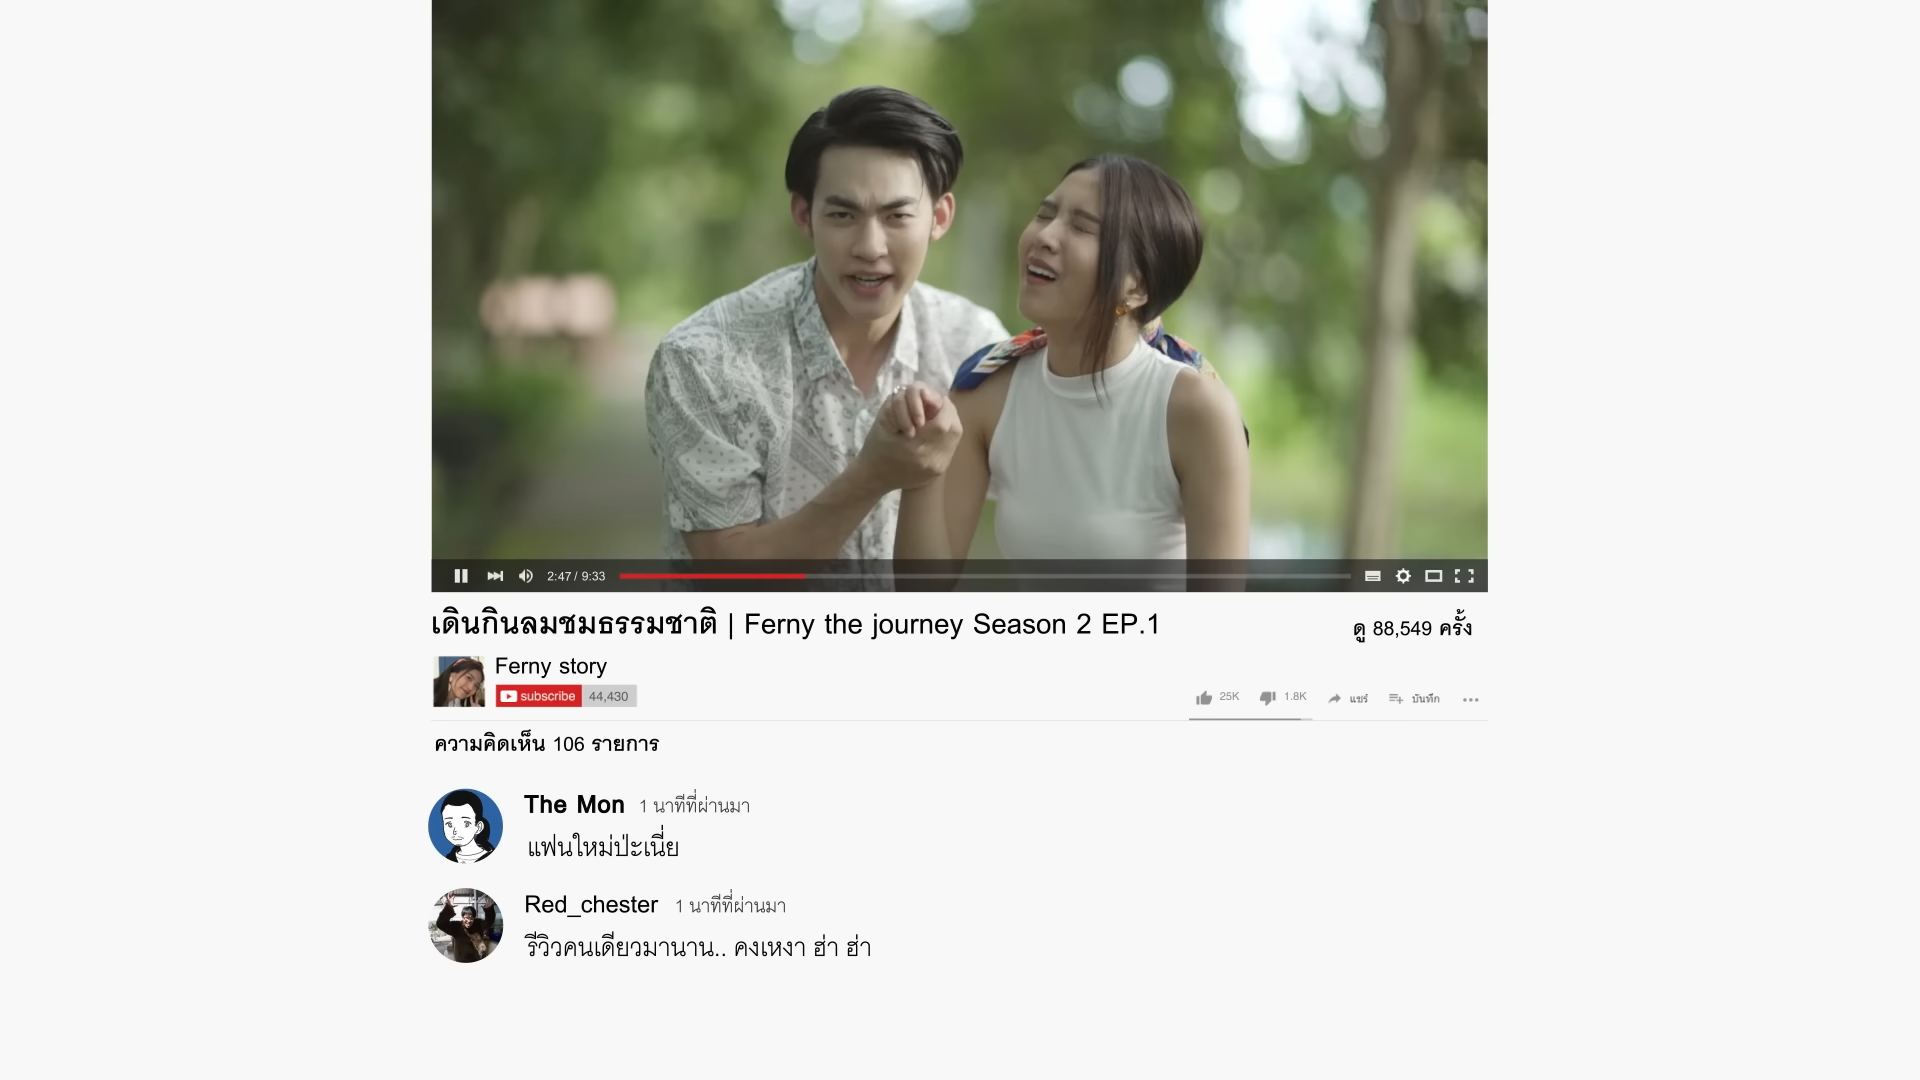 2:47 / 9:33
เดินกินลมชมธรรมชาติ | Ferny the journey Season 2 EP.1
ดู 88,549 ครั้ง
Ferny story
subscribe 44,430
25K 1.8K แชร์ บันทึก
ความคิดเห็น 106 รายการ
The Mon 1 นาทีที่ผ่านมา
แฟนใหม่ป่ะเนี่ย
Red_chester 1 นาทีที่ผ่านมา
รีวิวคนเดียวมานาน.. คงเหงา ฮ่า ฮ่า